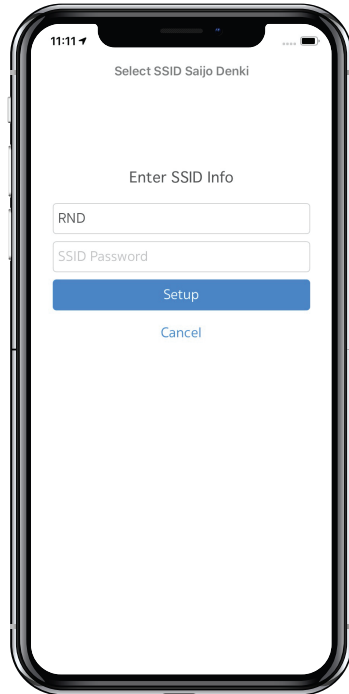 11:11
Select SSID Saijo Denki
Enter SSID Info
RND
SSID Password
Setup
Cancel